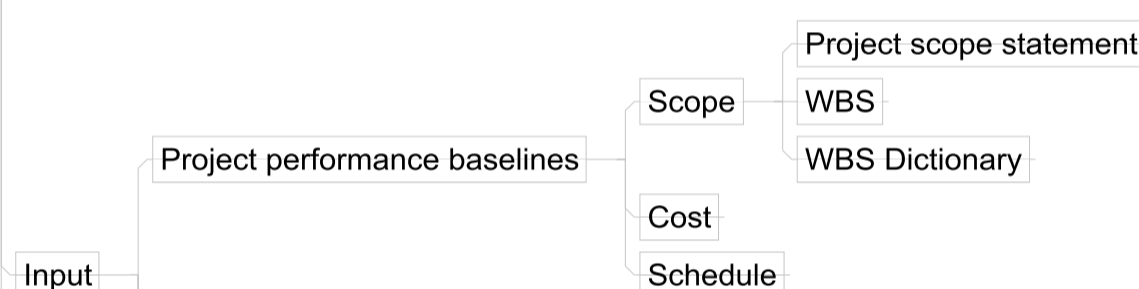 Project scope statement
Scope
WBS
Project performance baselines
WBS Dictionary
Cost
Input
Schedule